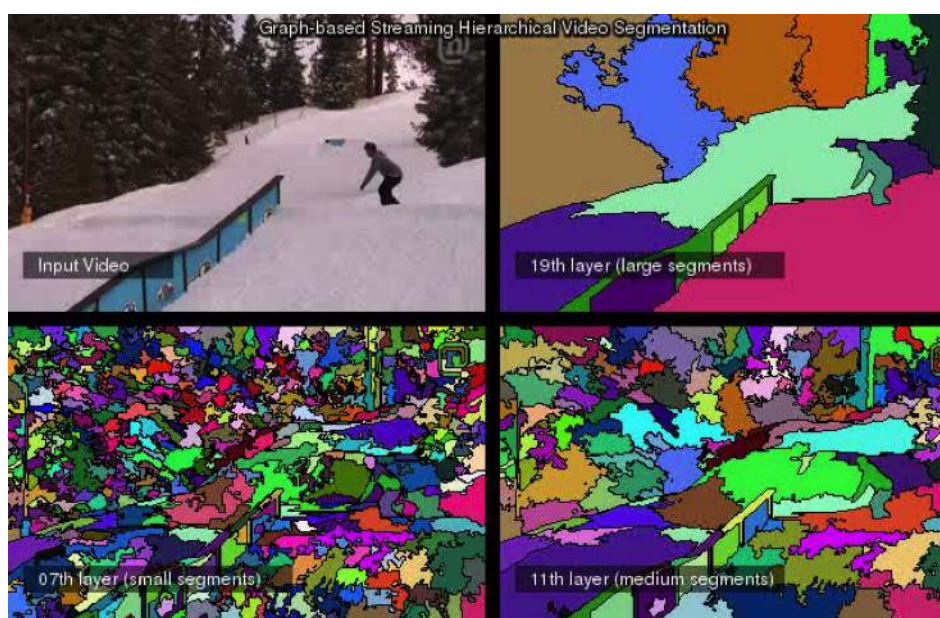 Graph-based Streaming Hierarchical Video Segmentation
Input Video
19th layer (large segments)
07th layer (small segments)
11th layer (medium segments)